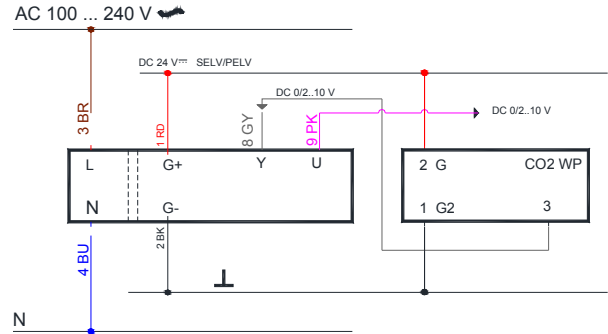 AC 100 ... 240 V ~
DC 24 V⎓ SELV/PELV
DC 0/2..10 V
DC 0/2..10 V
3 BR
1 RD
8 GY
9 PK
L
G+
Y
U
2 G
CO2 WP
N
G-
1 G2
3
4 BU
2 BK
N